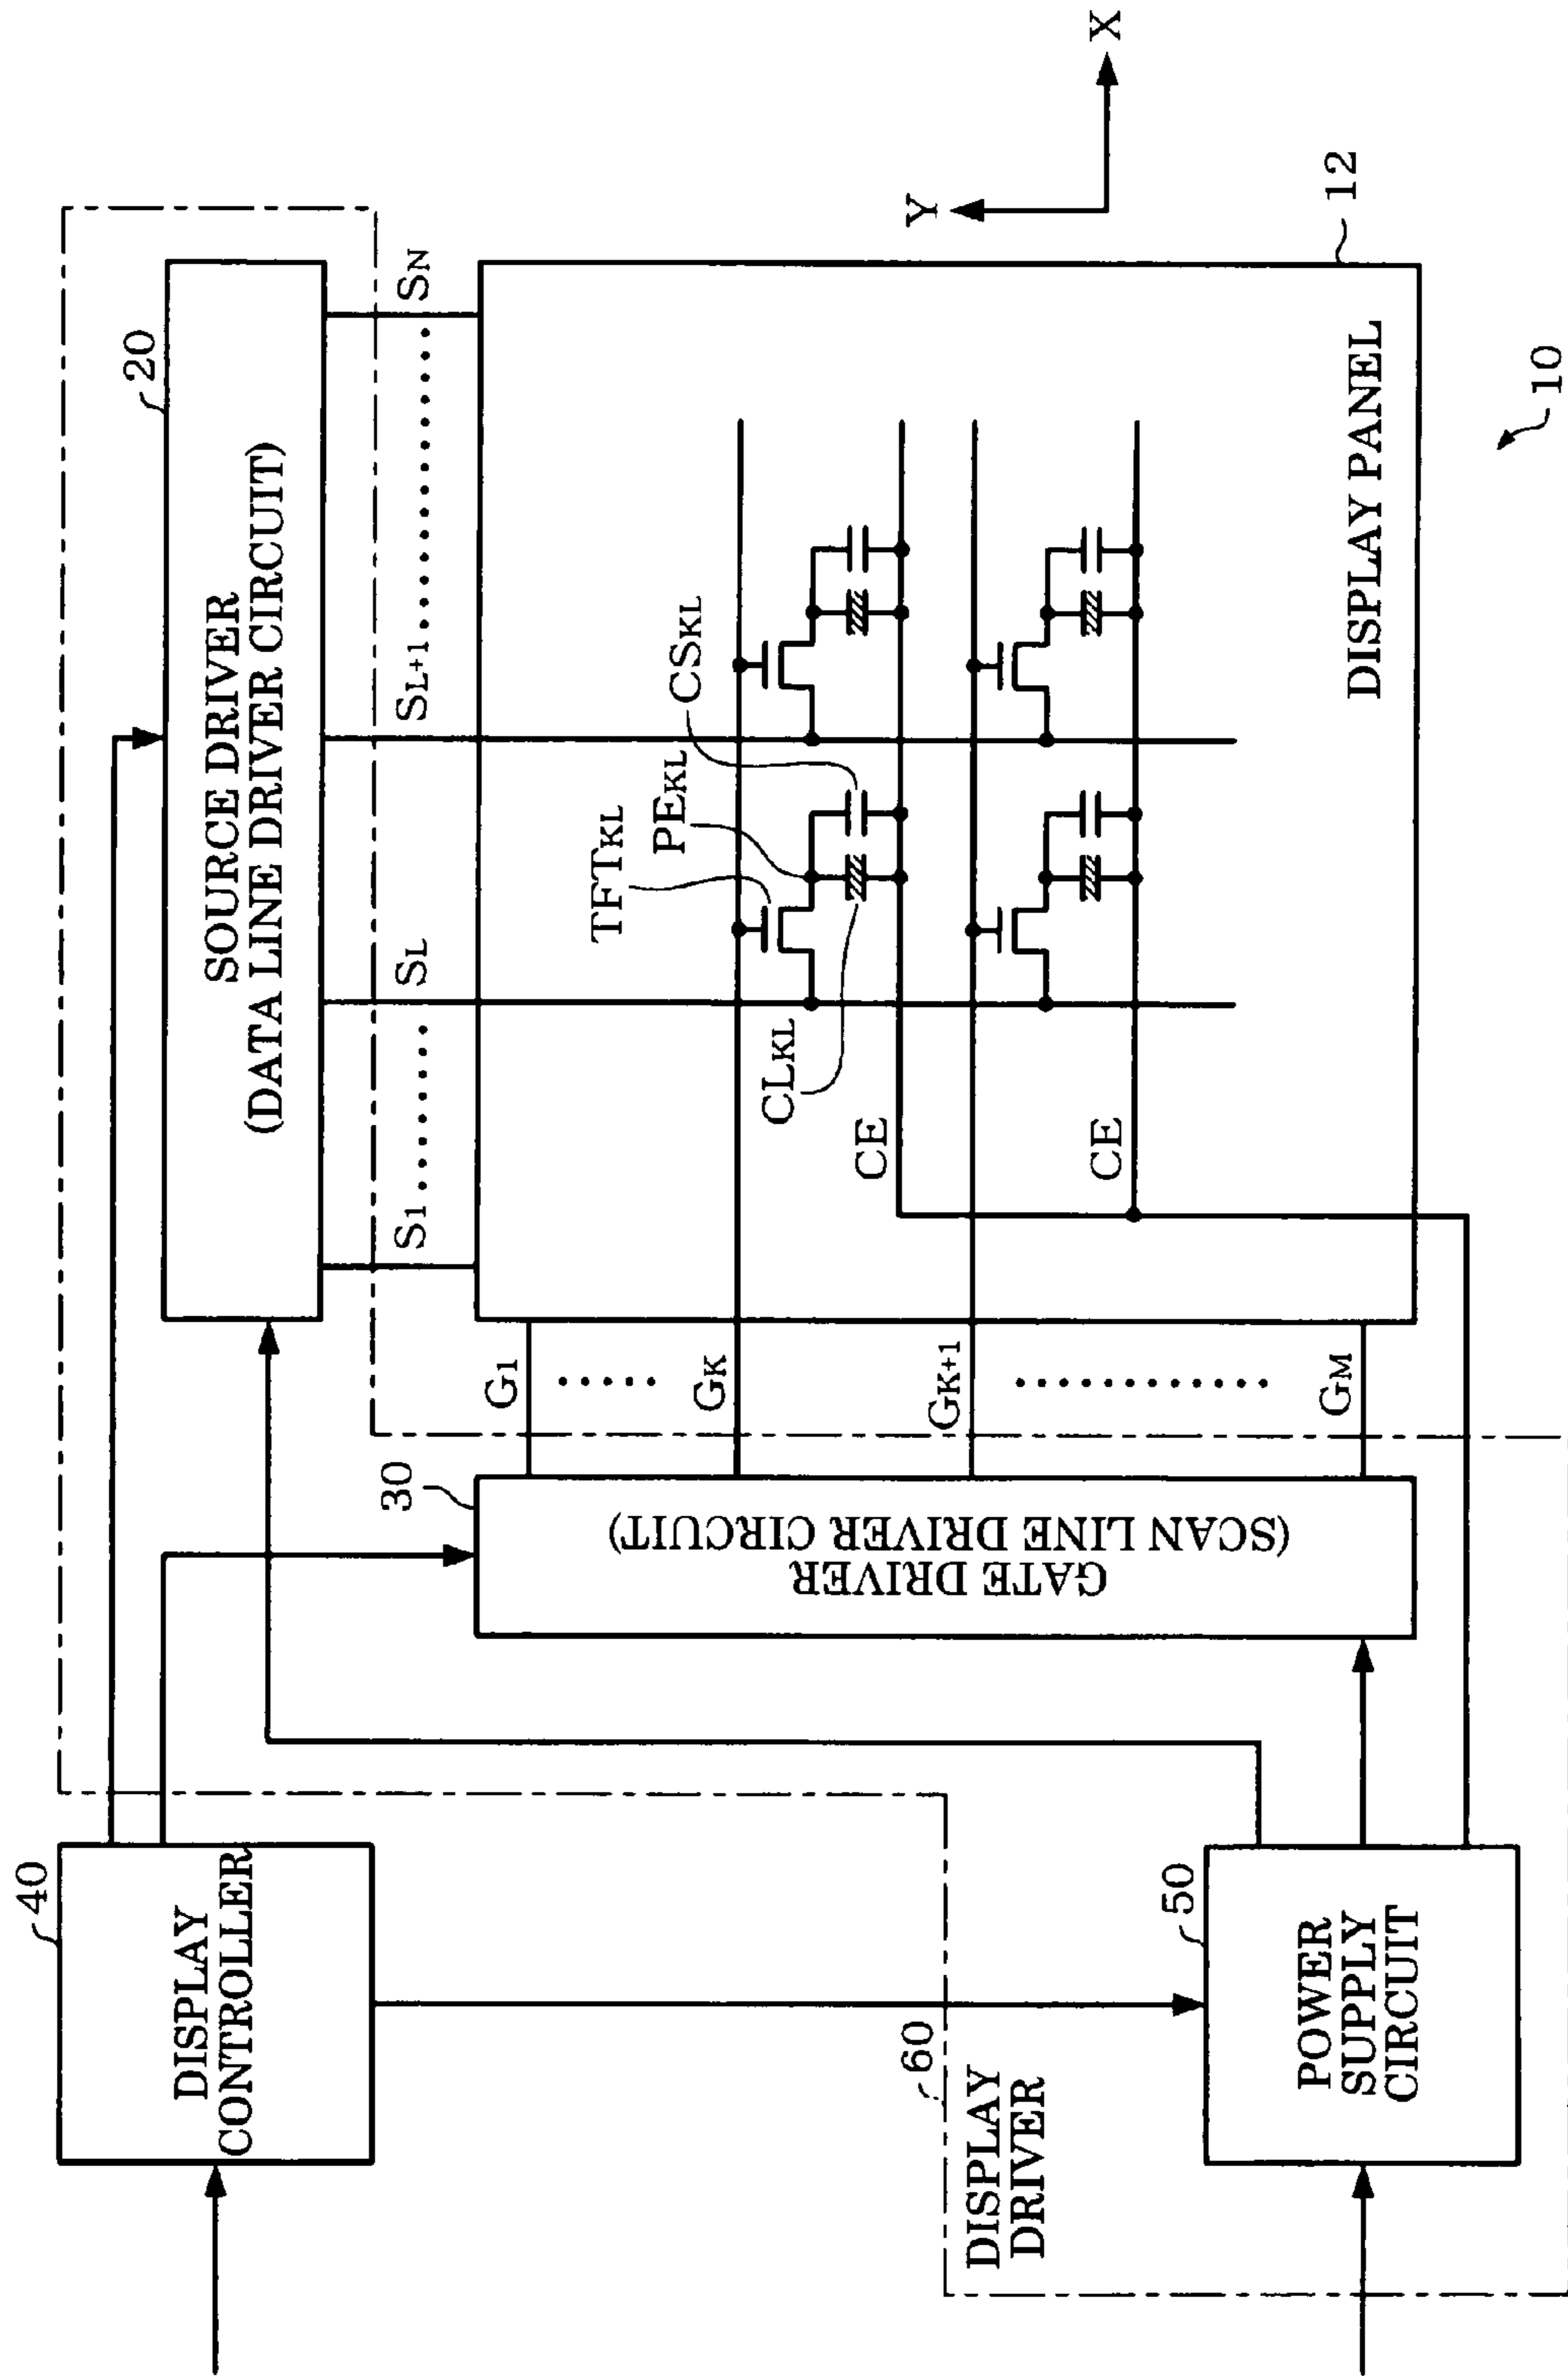 40
DISPLAY
CONTROLLER
20
SOURCE DRIVER
(DATA LINE DRIVER CIRCUIT)
S1
SL
SL+1
SN
30
GATE DRIVER
(SCAN LINE DRIVER CIRCUIT)
G1
GK
GK+1
GM
TFTKL
PEKL
CSKL
CLKL
CE
CE
DISPLAY PANEL
12
Y
X
10
60
DISPLAY
DRIVER
50
POWER
SUPPLY
CIRCUIT